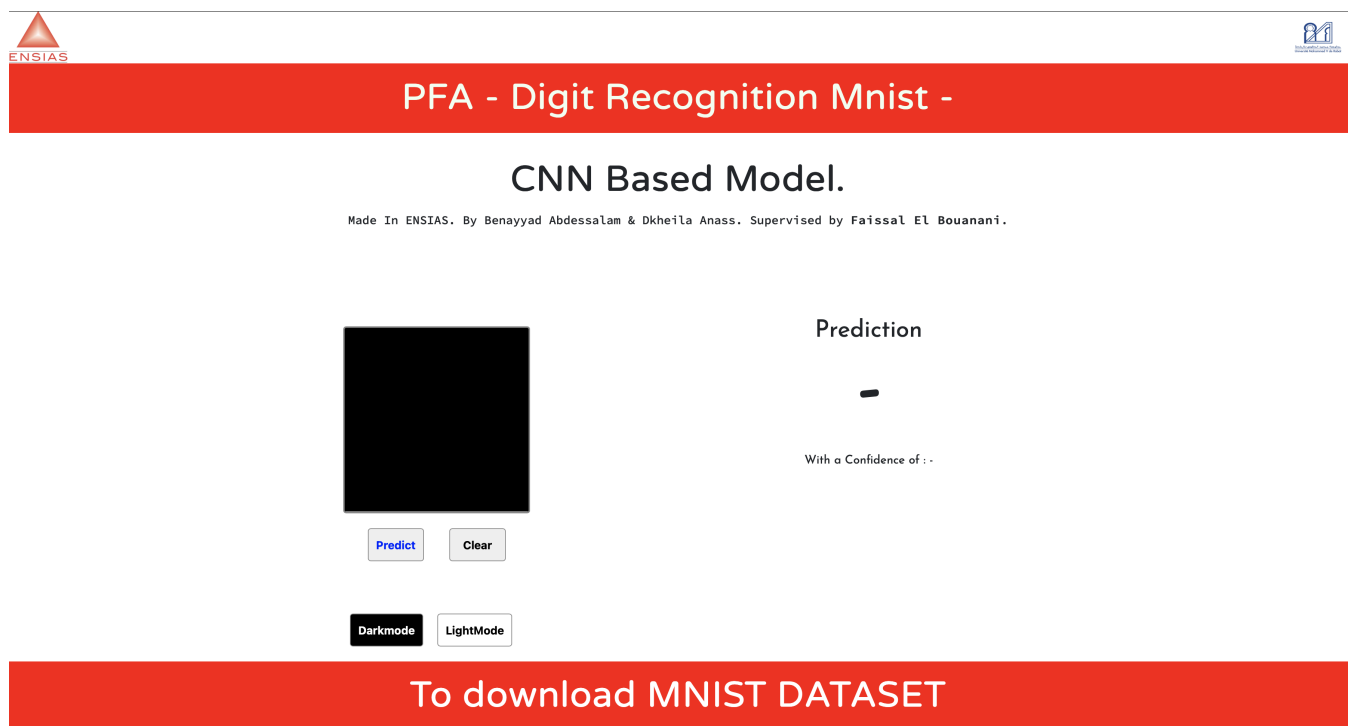 ENSIAS
PFA - Digit Recognition Mnist -
CNN Based Model.
Made In ENSIAS. By Benayyad Abdessalam & Dkheila Anass. Supervised by Faissal El Bouanani.
Prediction
-
With a Confidence of : -
Predict
Clear
Darkmode
LightMode
To download MNIST DATASET